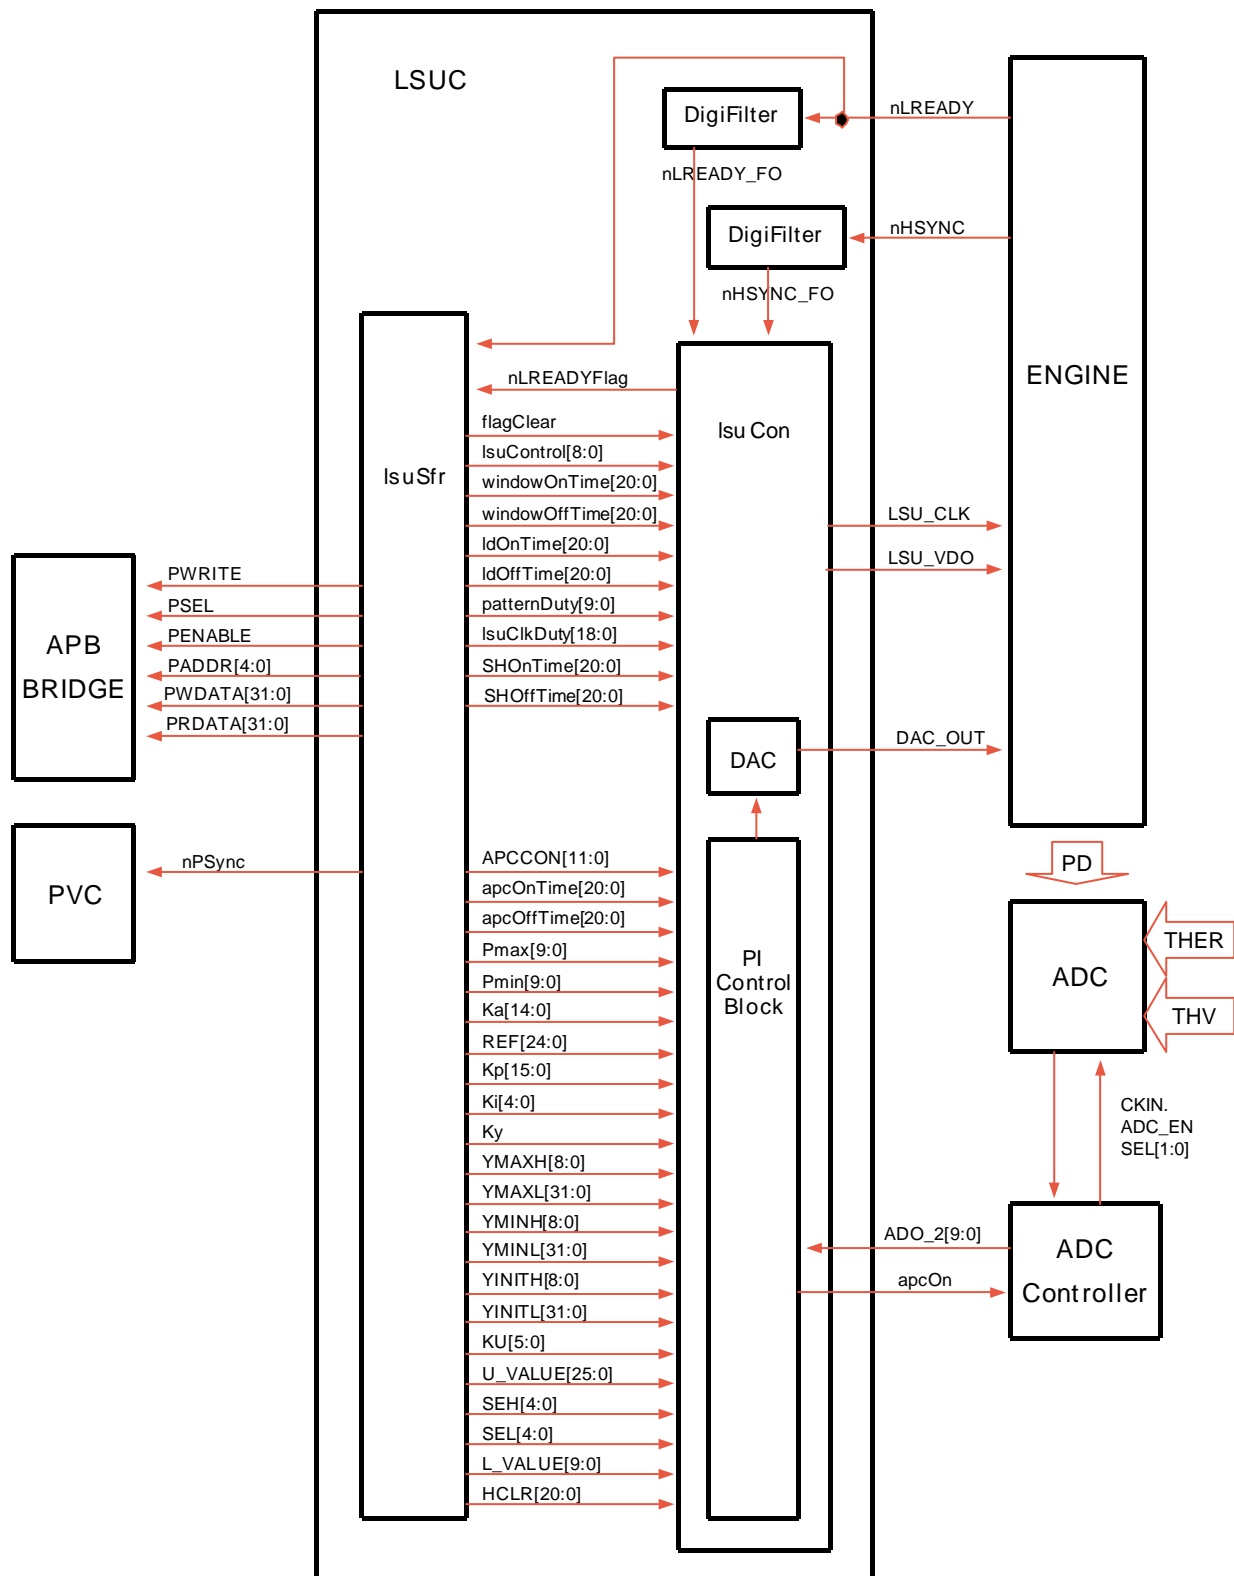 LSUC
DigiFilter
nLREADY
nLREADY_FO
DigiFilter
nHSYNC
nHSYNC_FO
ENGINE
nLREADYFlag
flagClear
lsuCon
lsuControl[8:0]
lsuSfr
windowOnTime[20:0]
windowOffTime[20:0]
LSU_CLK
ldOnTime[20:0]
LSU_VDO
PWRITE
ldOffTime[20:0]
PSEL
patternDuty[9:0]
PENABLE
lsuClkDuty[18:0]
APB
BRIDGE
PADDR[4:0]
SHOnTime[20:0]
PWDATA[31:0]
SHOffTime[20:0]
PRDATA[31:0]
DAC_OUT
DAC
nPSync
PVC
APCCON[11:0]
PD
apcOnTime[20:0]
apcOffTime[20:0]
THER
Pmax[9:0]
PI
Control
Block
ADC
Pmin[9:0]
Ka[14:0]
THV
REF[24:0]
Kp[15:0]
Ki[4:0]
CKIN.
ADC_EN
SEL[1:0]
Ky
YMAXH[8:0]
YMAXL[31:0]
YMINH[8:0]
ADO_2[9:0]
ADC
Controller
YMINL[31:0]
YINITH[8:0]
apcOn
YINITL[31:0]
KU[5:0]
U_VALUE[25:0]
SEH[4:0]
SEL[4:0]
L_VALUE[9:0]
HCLR[20:0]